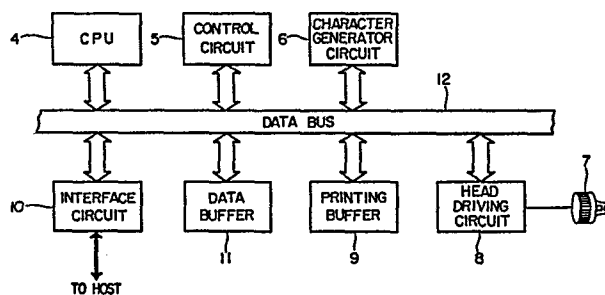 4
CPU
5
CONTROL
CIRCUIT
6
CHARACTER
GENERATOR
CIRCUIT
12
DATA BUS
10
INTERFACE
CIRCUIT
DATA
BUFFER
11
PRINTING
BUFFER
9
HEAD
DRIVING
CIRCUIT
8
7
TO HOST